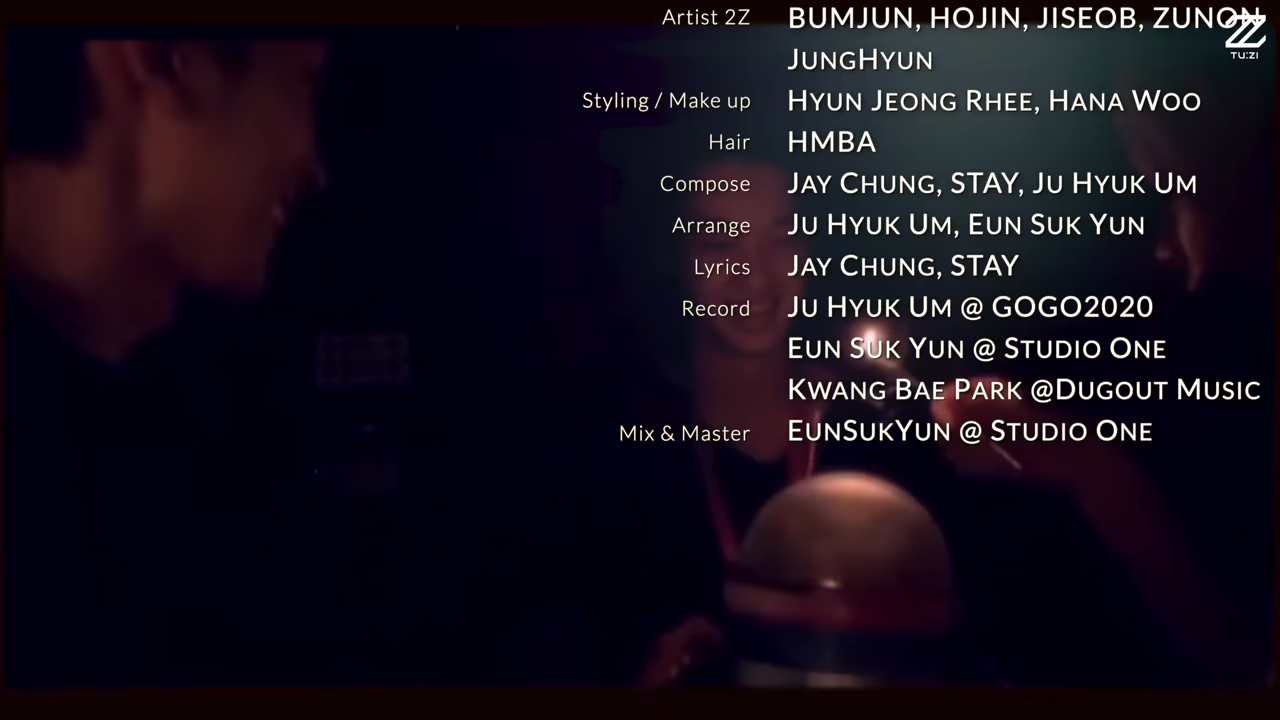 Artist 2Z BUMJUN, HOJIN, JISEOB, ZUNON
JUNGHYUN
Styling / Make up HYUN JEONG RHEE, HANA WOO
Hair HMBA
Compose JAY CHUNG, STAY, JU HYUK UM
Arrange JU HYUK UM, EUN SUK YUN
Lyrics JAY CHUNG, STAY
Record JU HYUK UM @ GOGO2020
EUN SUK YUN @ STUDIO ONE
KWANG BAE PARK @DUGOUT MUSIC
Mix & Master EUNSUKYUN @ STUDIO ONE
2Z
TU:ZI